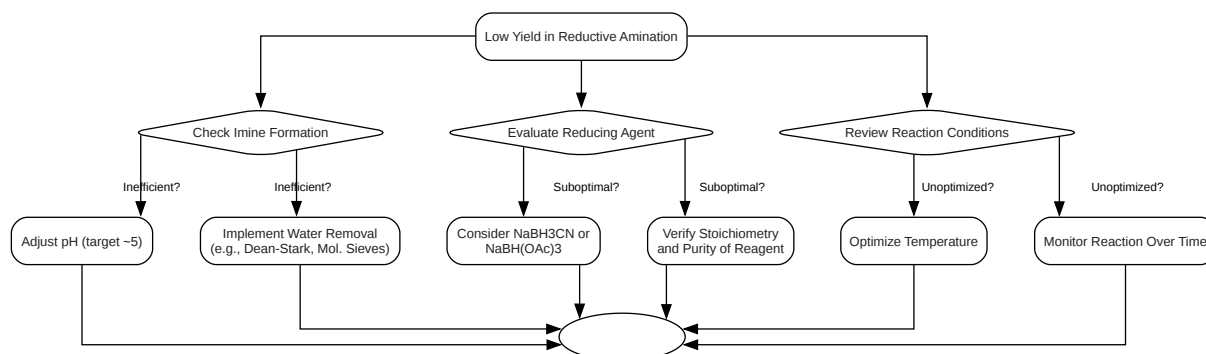 Low Yield in Reductive Amination
Check Imine Formation
Evaluate Reducing Agent
Review Reaction Conditions
Inefficient?
Inefficient?
Suboptimal?
Suboptimal?
Unoptimized?
Unoptimized?
Adjust pH (target ~5)
Implement Water Removal
(e.g., Dean-Stark, Mol. Sieves)
Consider NaBH3CN or
NaBH(OAc)3
Verify Stoichiometry
and Purity of Reagent
Optimize Temperature
Monitor Reaction Over Time